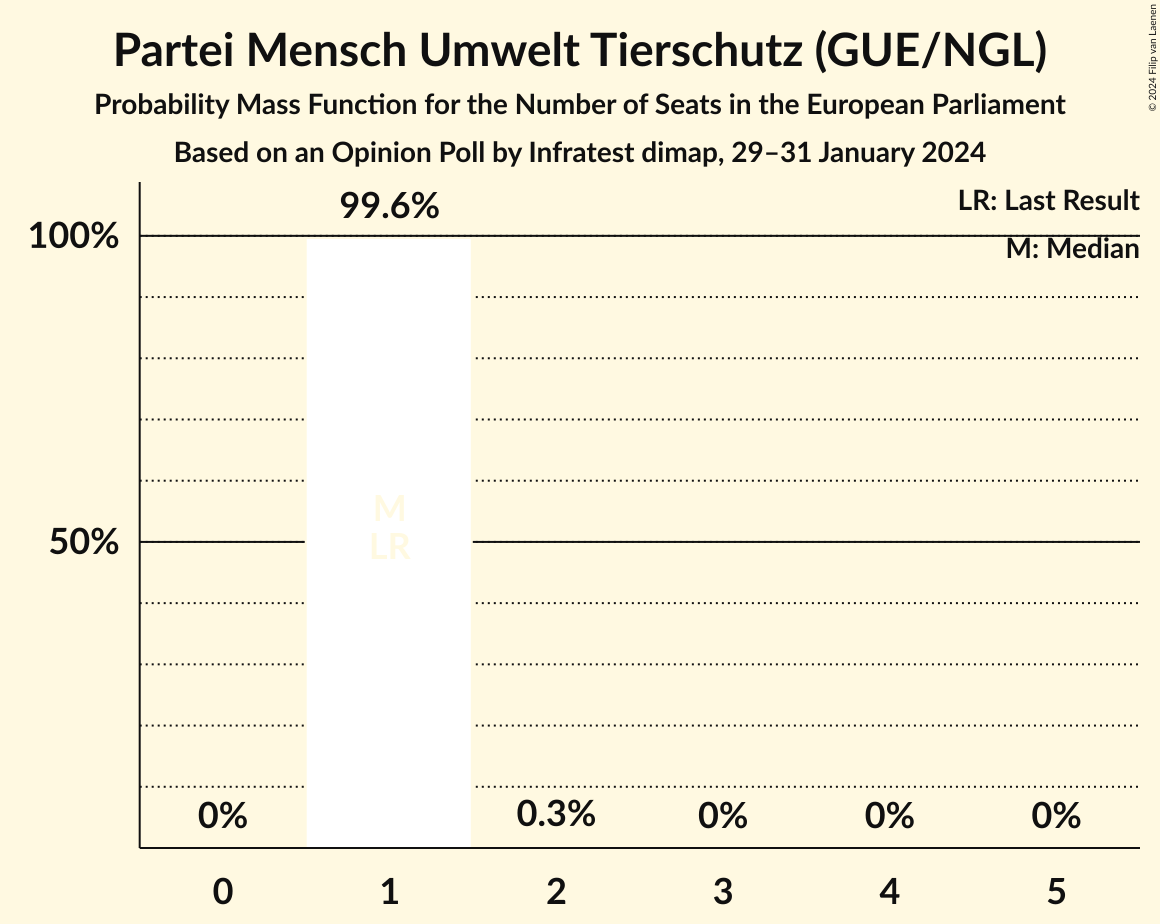 Partei Mensch Umwelt Tierschutz (GUE/NGL)
Probability Mass Function for the Number of Seats in the European Parliament
Based on an Opinion Poll by Infratest dimap, 29–31 January 2024
© 2024 Filip van Laenen
LR: Last Result
M: Median
99.6%
100%
50%
M
LR
0%
0.3%
0%
0%
0%
0 1 2 3 4 5